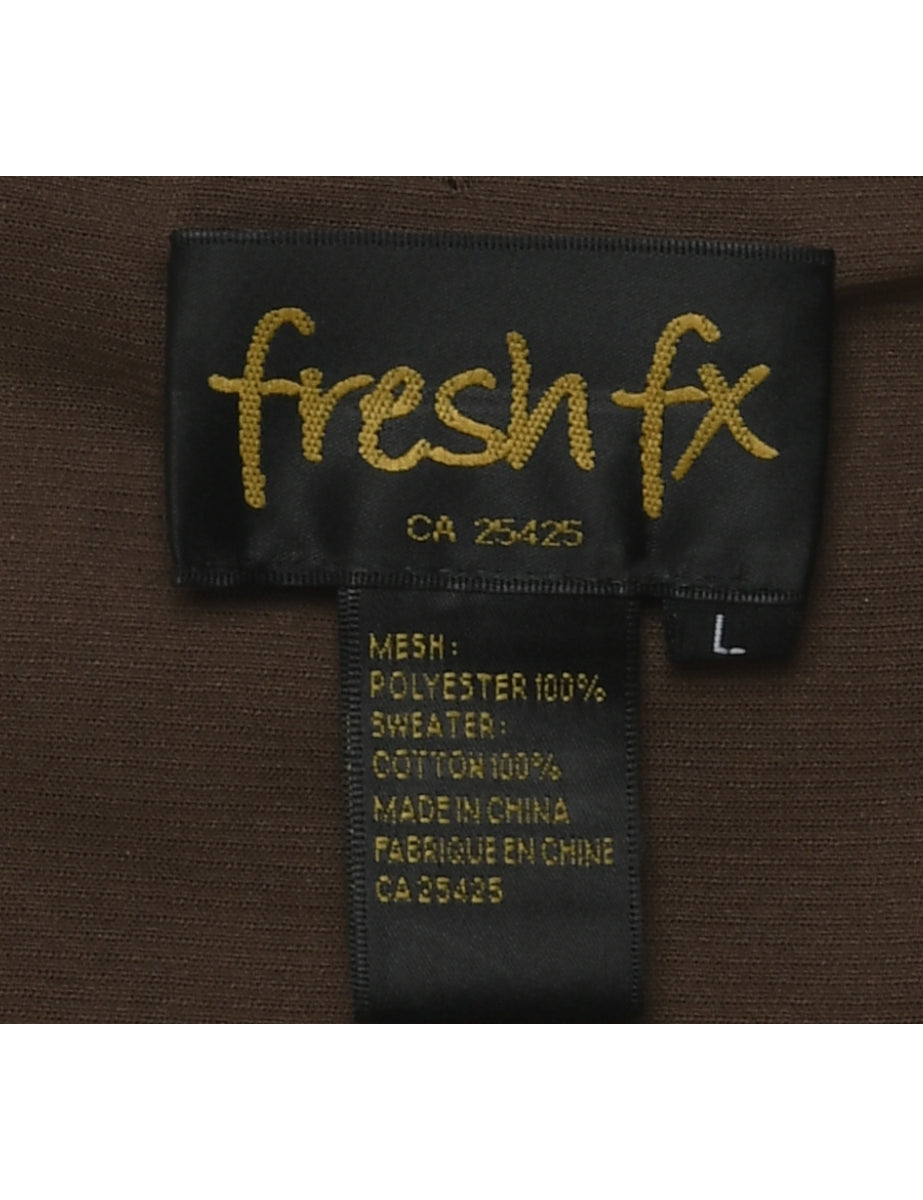 fresh fx
CA 25425
L
MESH:
POLYESTER 100%
SWEATER:
COTTON 100%
MADE IN CHINA
FABRIQUE EN CHINE
CA 25425